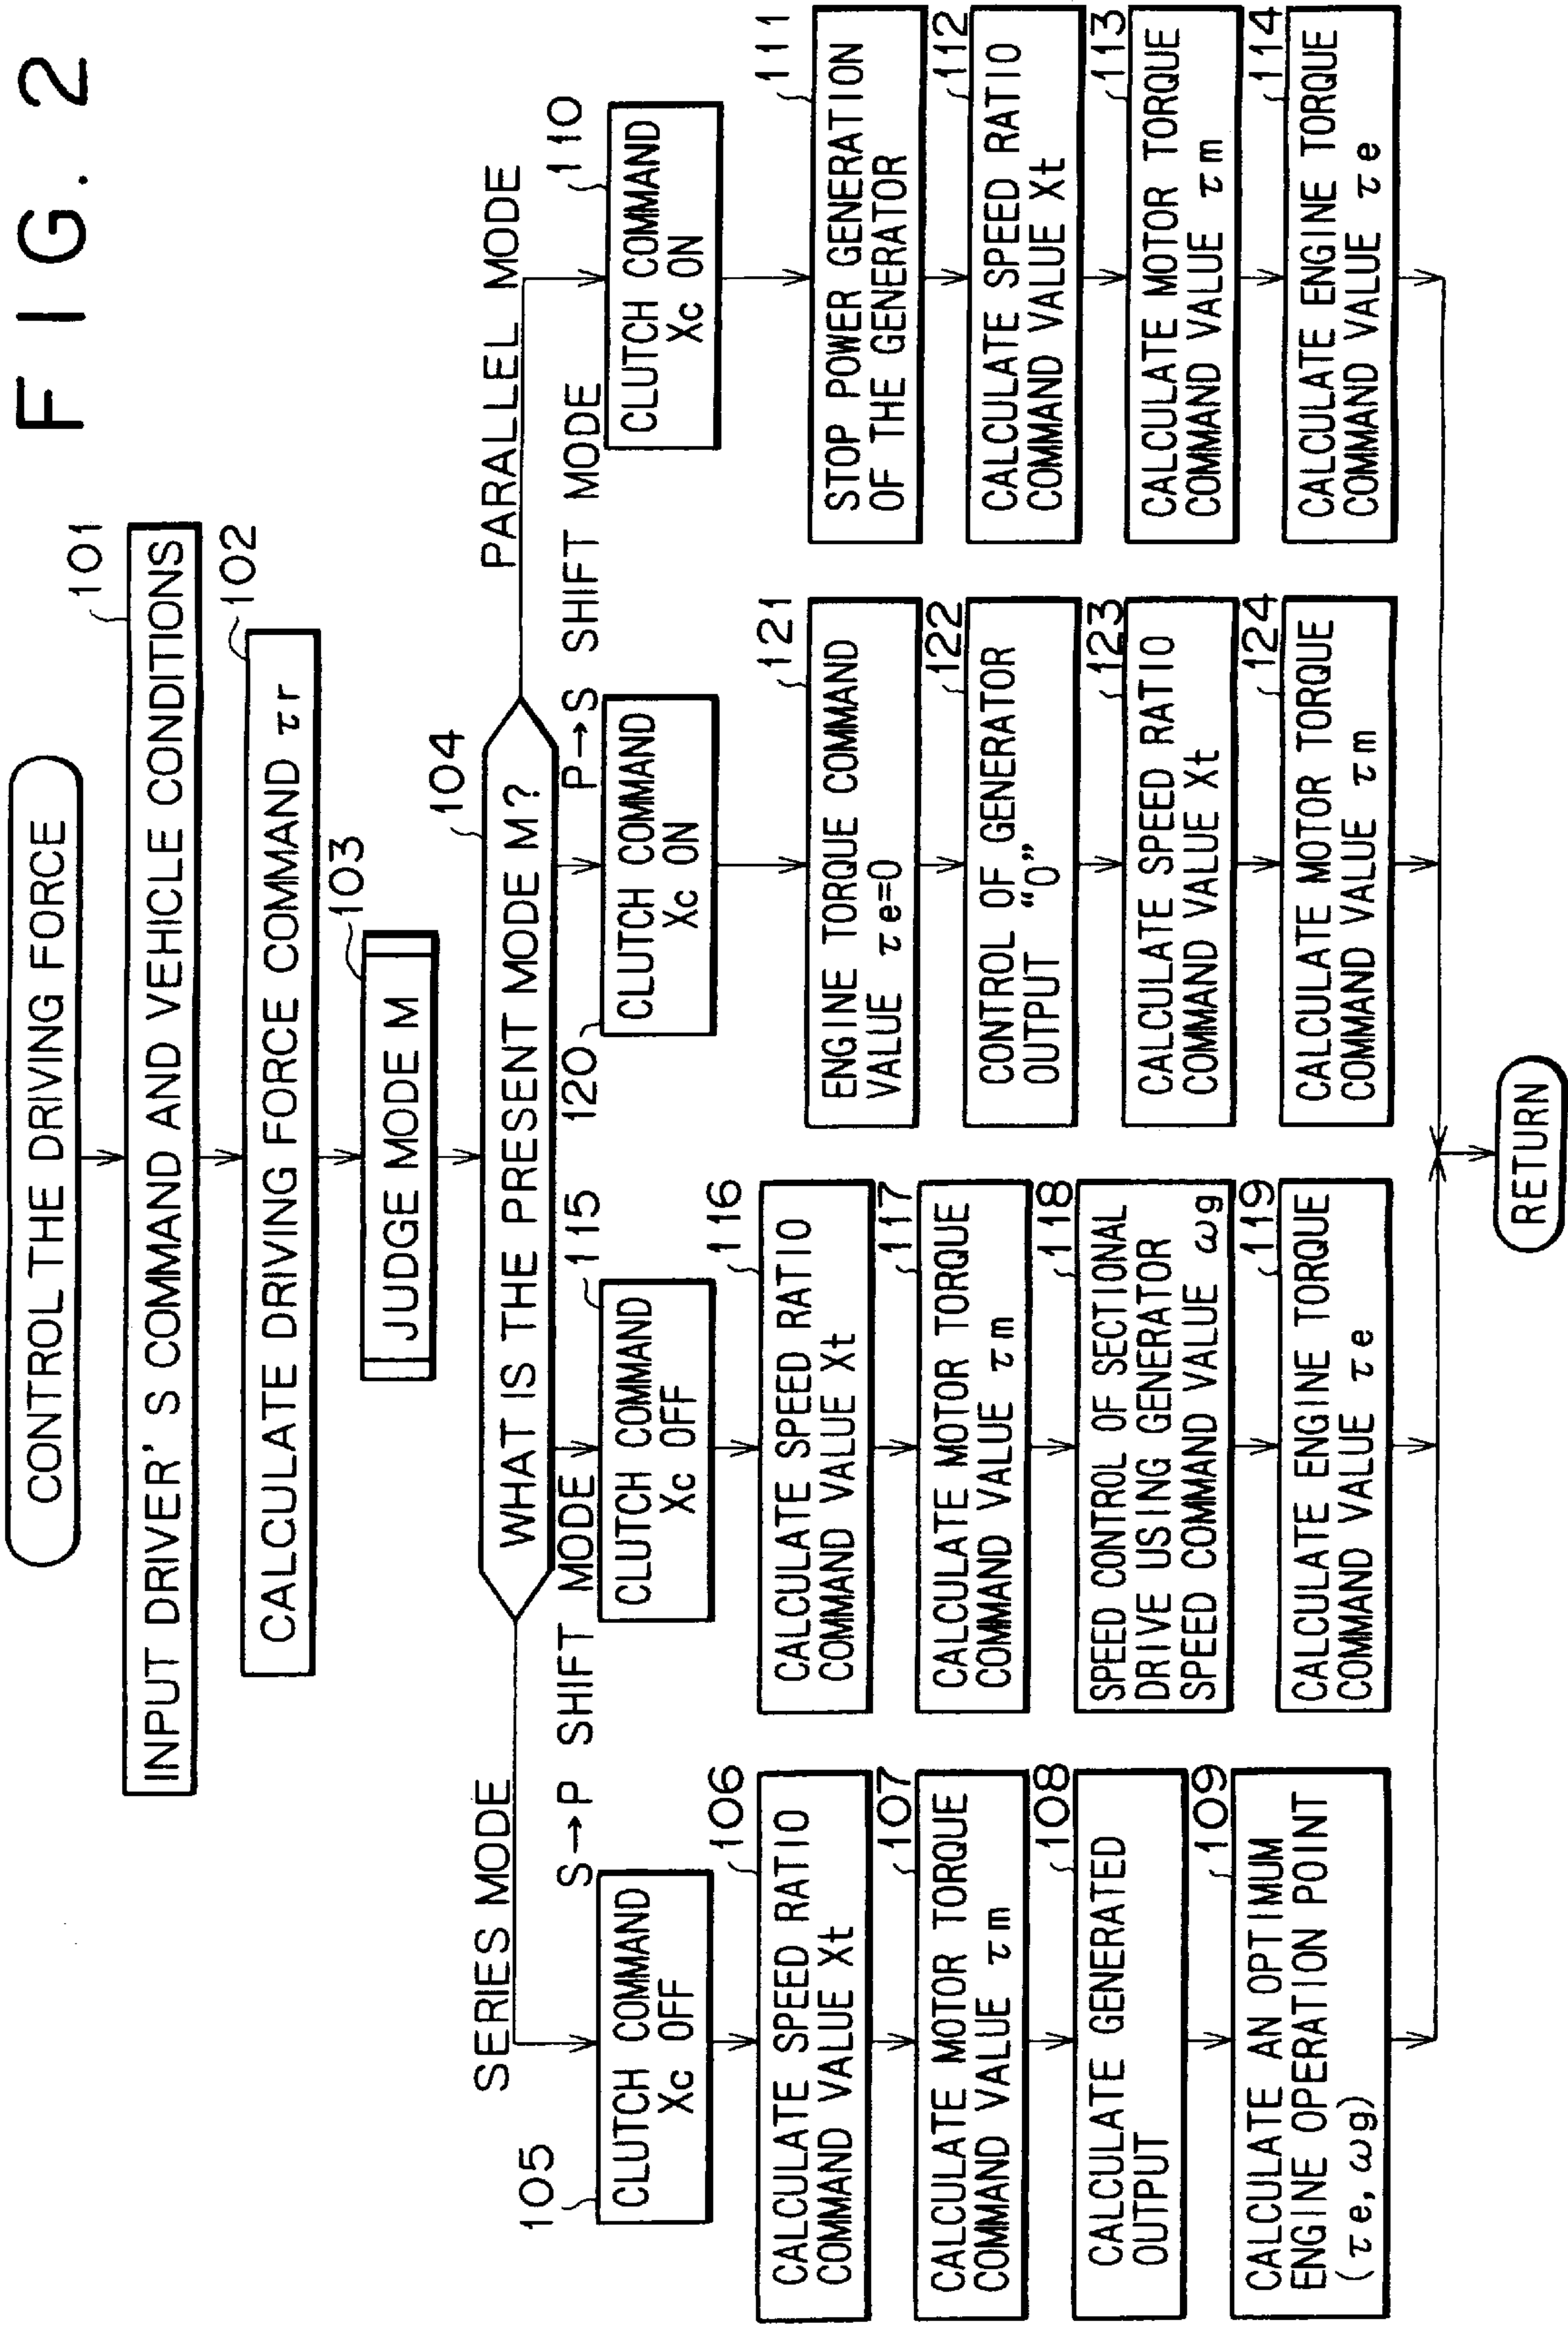 FIG. 2
CONTROL THE DRIVING FORCE
101
INPUT DRIVER'S COMMAND AND VEHICLE CONDITIONS
102
CALCULATE DRIVING FORCE COMMAND τr
103
JUDGE MODE M
104
WHAT IS THE PRESENT MODE M?
SERIES MODE
S→P SHIFT MODE
P→S SHIFT MODE
PARALLEL MODE
105
CLUTCH COMMAND
Xc OFF
106
CALCULATE SPEED RATIO
COMMAND VALUE Xt
107
CALCULATE MOTOR TORQUE
COMMAND VALUE τm
108
CALCULATE GENERATED
OUTPUT
109
CALCULATE AN OPTIMUM
ENGINE OPERATION POINT
(τe, ωg)
115
CLUTCH COMMAND
Xc OFF
116
CALCULATE SPEED RATIO
COMMAND VALUE Xt
117
CALCULATE MOTOR TORQUE
COMMAND VALUE τm
118
SPEED CONTROL OF SECTIONAL
DRIVE USING GENERATOR
SPEED COMMAND VALUE ωg
119
CALCULATE ENGINE TORQUE
COMMAND VALUE τe
120
CLUTCH COMMAND
Xc ON
121
ENGINE TORQUE COMMAND
VALUE τe=0
122
CONTROL OF GENERATOR
OUTPUT “0”
123
CALCULATE SPEED RATIO
COMMAND VALUE Xt
124
CALCULATE MOTOR TORQUE
COMMAND VALUE τm
110
CLUTCH COMMAND
Xc ON
111
STOP POWER GENERATION
OF THE GENERATOR
112
CALCULATE SPEED RATIO
COMMAND VALUE Xt
113
CALCULATE MOTOR TORQUE
COMMAND VALUE τm
114
CALCULATE ENGINE TORQUE
COMMAND VALUE τe
RETURN